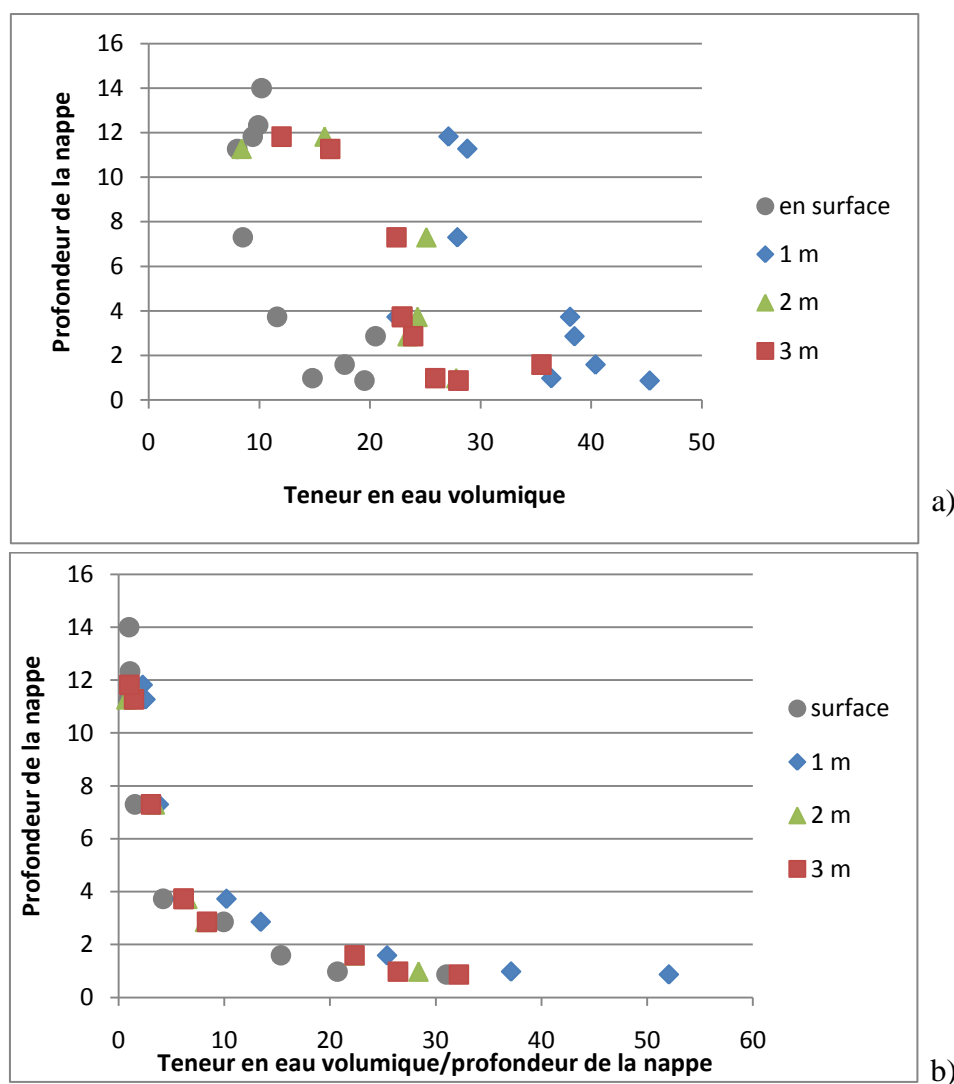 16
14
12
10
8
6
4
2
0
Profondeur de la nappe
0 10 20 30 40 50
Teneur en eau volumique
en surface
1 m
2 m
3 m
a)
16
14
12
10
8
6
4
2
0
Profondeur de la nappe
0 10 20 30 40 50 60
Teneur en eau volumique/profondeur de la nappe
surface
1 m
2 m
3 m
b)